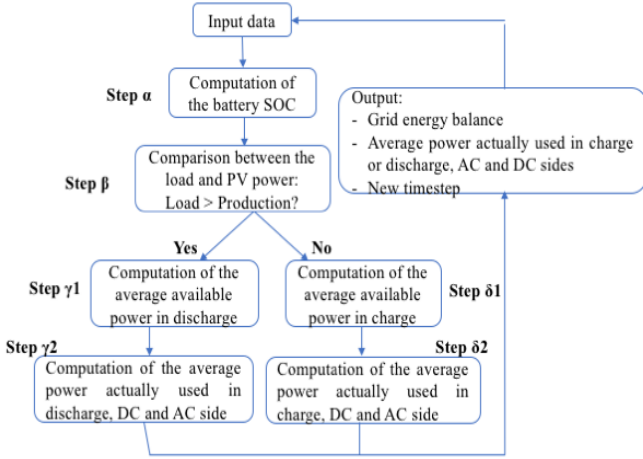 Input data
Step α
Computation of
the battery SOC
Output:
- Grid energy balance
- Average power actually used in charge
or discharge, AC and DC sides
- New timestep
Step β
Comparison between the
load and PV power:
Load > Production?
Yes
No
Step γ1
Computation of the
average available
power in discharge
Computation of the
average available
power in charge
Step δ1
Step γ2
Step δ2
Computation of the average
power actually used in
discharge, DC and AC side
Computation of the average
power actually used in
charge, DC and AC side